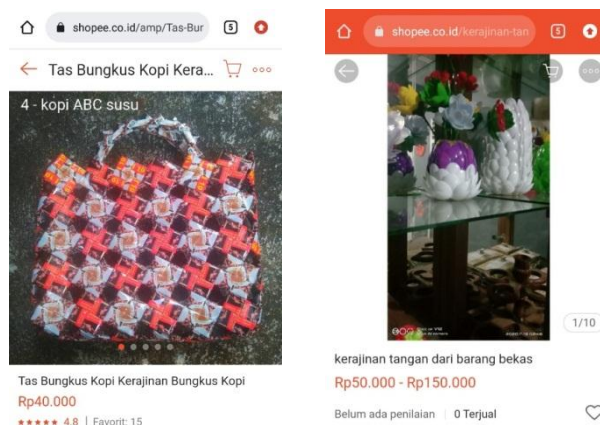 shopee.co.id/amp/Tas-Bur
5
Tas Bungkus Kopi Kera...
4 - kopi ABC susu
Tas Bungkus Kopi Kerajinan Bungkus Kopi
Rp40.000
4.8 | Favorit: 15
shopee.co.id/kerajinan-tan
5
1/10
kerajinan tangan dari barang bekas
Rp50.000 - Rp150.000
Belum ada penilaian | 0 Terjual